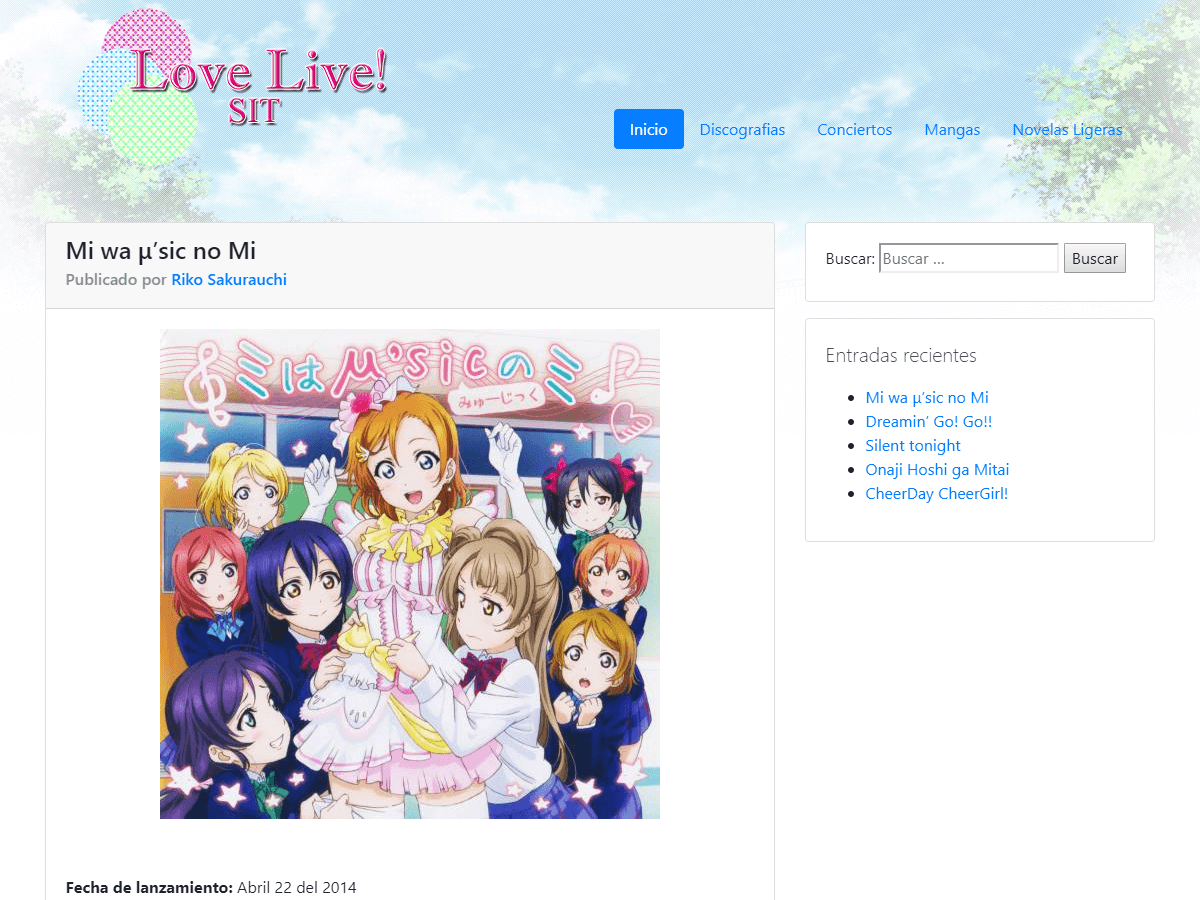 Love Live!
SIT
Inicio
Discografias
Conciertos
Mangas
Novelas Ligeras
Mi wa μ’sic no Mi
Publicado por Riko Sakurauchi
ミはμ'sicのミ♪
みゅーじっく
Fecha de lanzamiento: Abril 22 del 2014
Buscar: Buscar ... Buscar
Entradas recientes
Mi wa μ’sic no Mi
Dreamin’ Go! Go!!
Silent tonight
Onaji Hoshi ga Mitai
CheerDay CheerGirl!